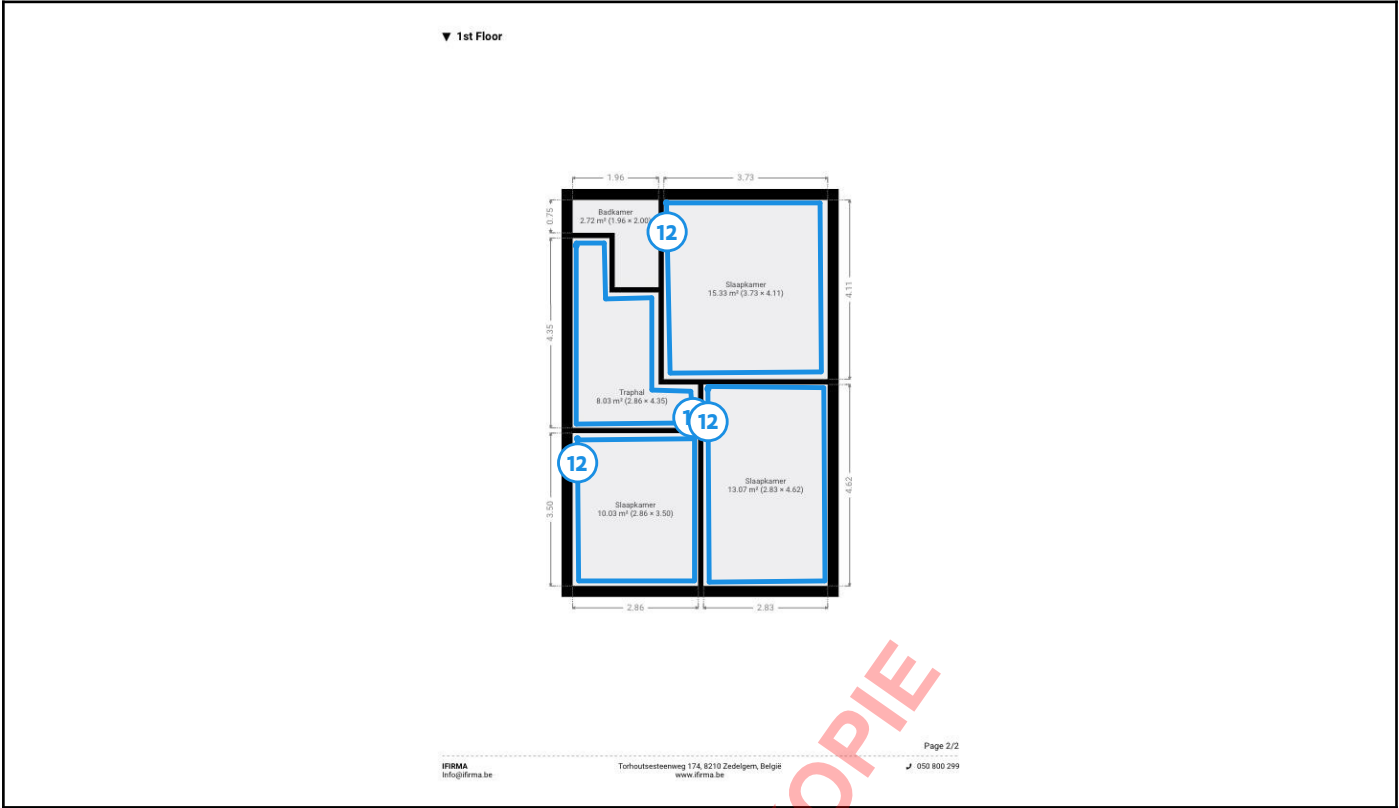 ▼ 1st Floor
1.96
3.73
0.75
Badkamer
2.72 m² (1.96 × 2.00)
12
4.11
Slaapkamer
15.33 m² (3.73 × 4.11)
4.35
Traphal
8.03 m² (2.86 × 4.35)
12
12
3.50
Slaapkamer
13.07 m² (2.83 × 4.62)
4.62
Slaapkamer
10.03 m² (2.86 × 3.50)
2.86
2.83
OPIE
Page 2/2
IFIRMA
Info@ifirma.be
Torhoutsesteenweg 174, 8210 Zedelgem, België
www.ifirma.be
050 800 299